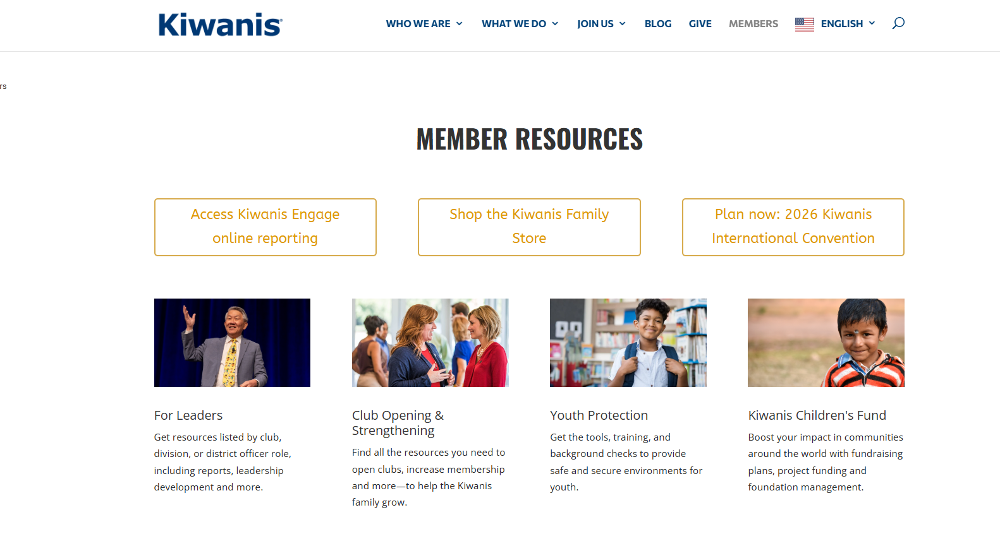 Kiwanis
WHO WE ARE
WHAT WE DO
JOIN US
BLOG
GIVE
MEMBERS
ENGLISH
rs
MEMBER RESOURCES
Access Kiwanis Engage
online reporting
Shop the Kiwanis Family
Store
Plan now: 2026 Kiwanis
International Convention
For Leaders
Get resources listed by club,
division, or district officer role,
including reports, leadership
development and more.
Club Opening &
Strengthening
Find all the resources you need to
open clubs, increase membership
and more—to help the Kiwanis
family grow.
Youth Protection
Get the tools, training, and
background checks to provide
safe and secure environments for
youth.
Kiwanis Children's Fund
Boost your impact in communities
around the world with fundraising
plans, project funding and
foundation management.